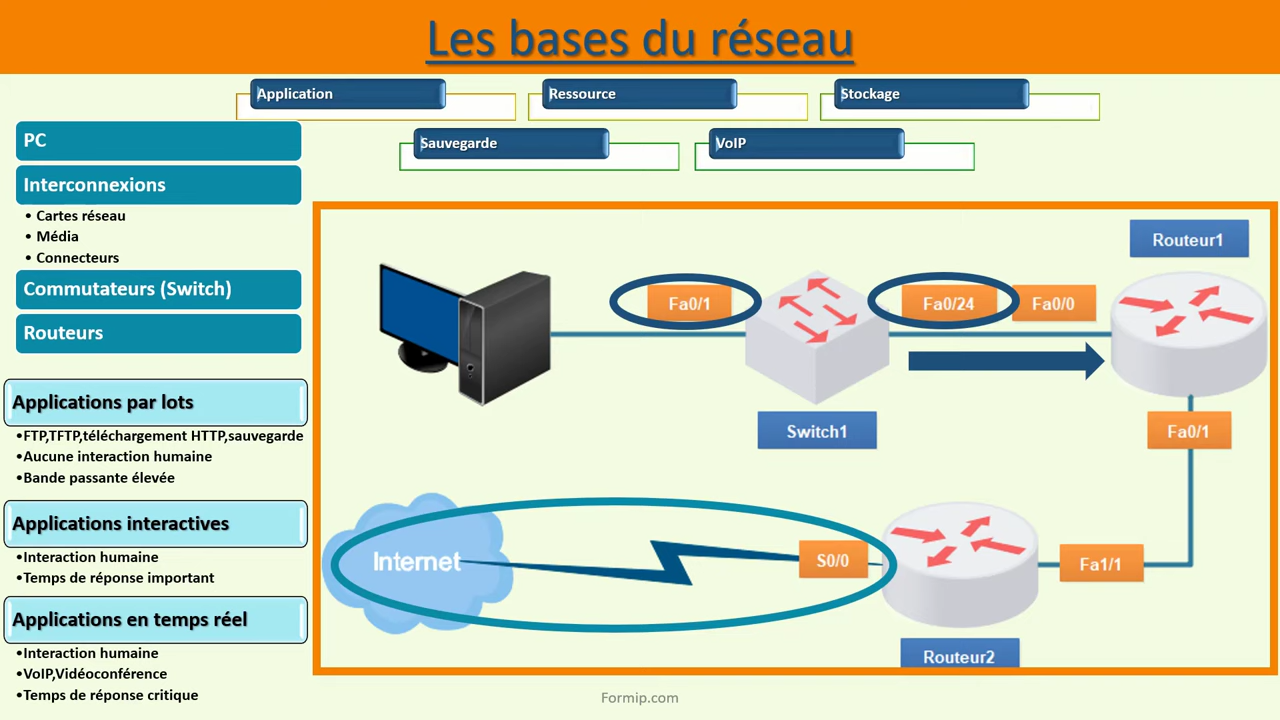 Les bases du réseau
Application
Ressource
Stockage
Sauvegarde
VoIP
PC
Interconnexions
• Cartes réseau
• Média
• Connecteurs
Commutateurs (Switch)
Routeurs
Applications par lots
•FTP,TFTP,téléchargement HTTP,sauvegarde
•Aucune interaction humaine
•Bande passante élevée
Applications interactives
•Interaction humaine
•Temps de réponse important
Applications en temps réel
•Interaction humaine
•VoIP,Vidéoconférence
•Temps de réponse critique
Routeur1
Fa0/1
Fa0/24
Fa0/0
Switch1
Fa0/1
Internet
S0/0
Fa1/1
Routeur2
Formip.com